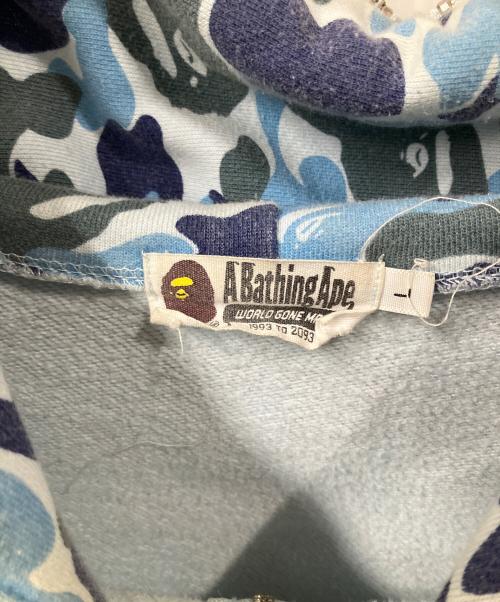 A Bathing Ape®
WORLD GONE
1993 TO 2093
L